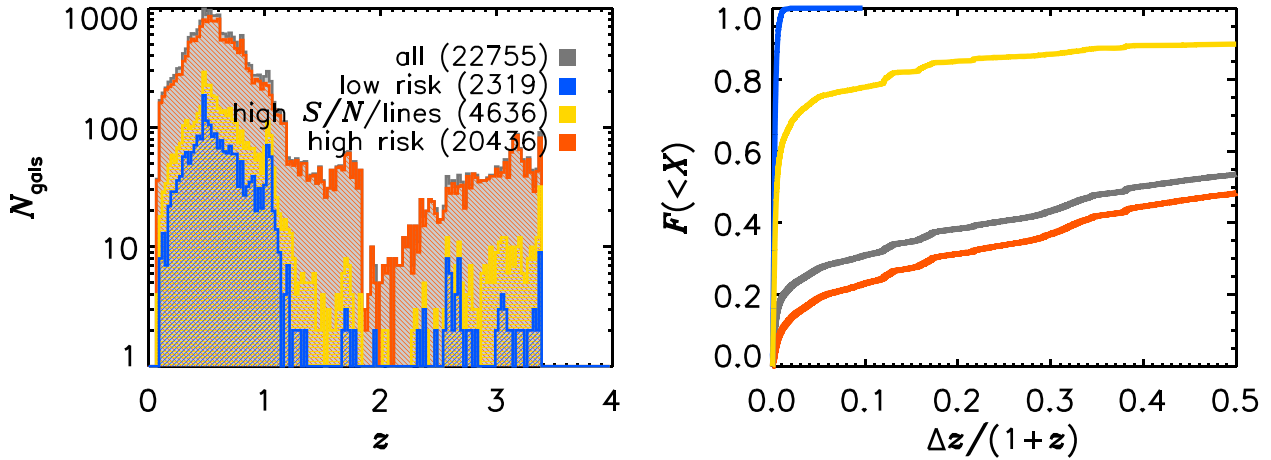 1000
100
10
1
N_gals
all (22755)
low risk (2319)
high S/N/lines (4636)
high risk (20436)
0 1 2 3 4
z
1.0
0.8
0.6
0.4
0.2
0.0
F(<X)
0.0 0.1 0.2 0.3 0.4 0.5
Δz/(1+z)